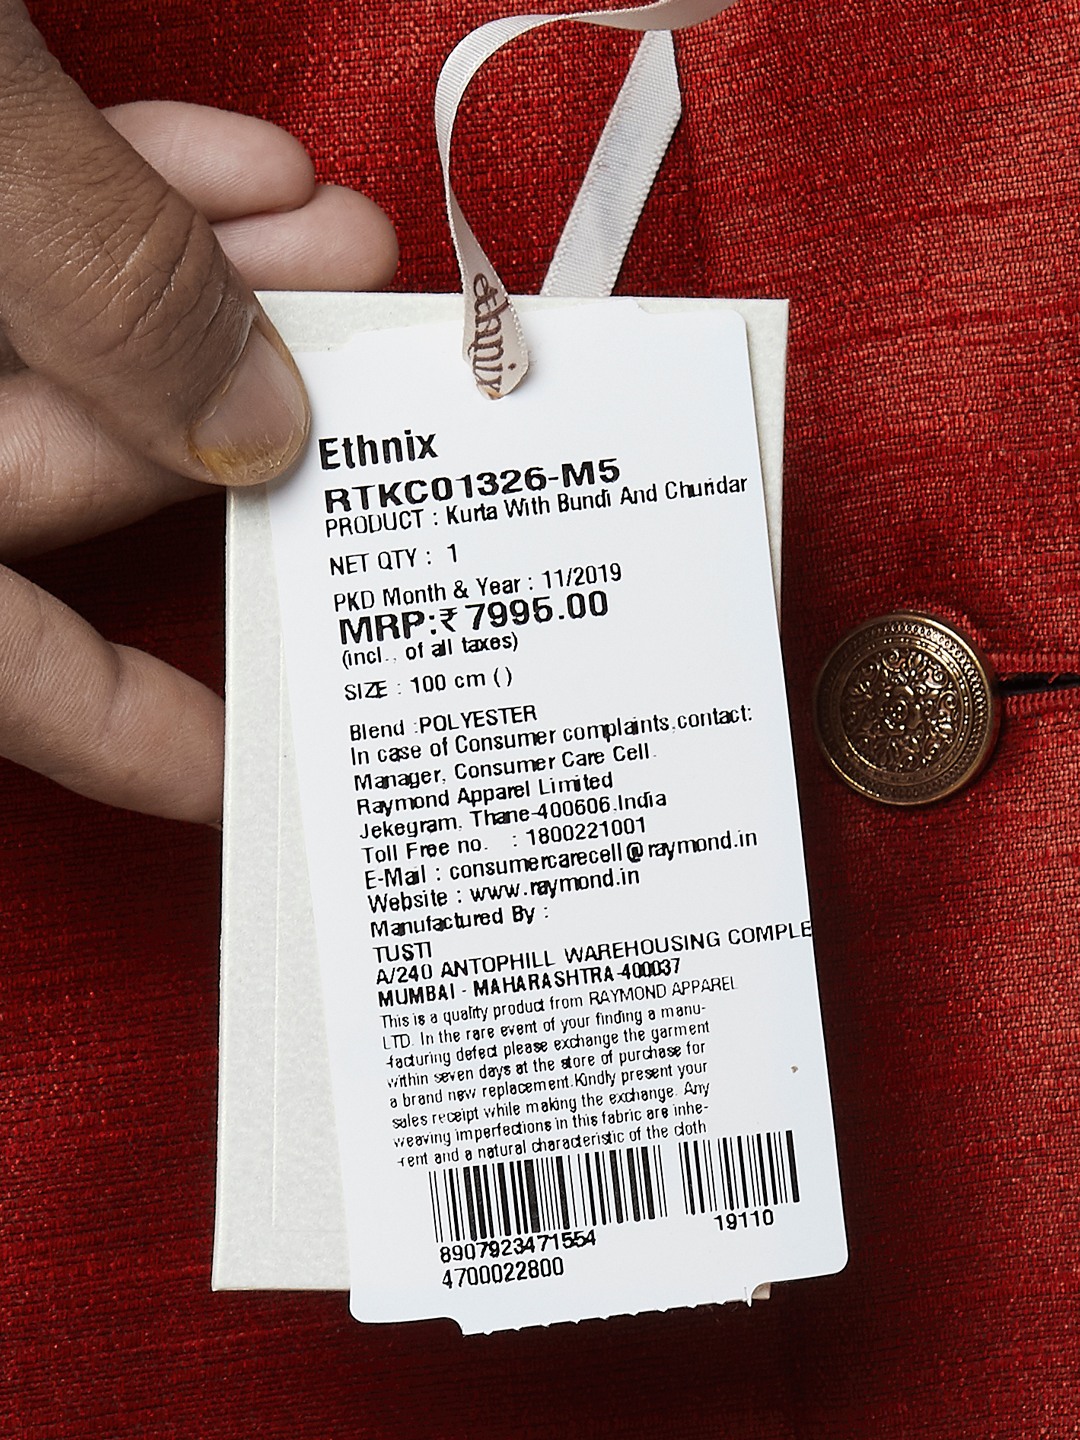 ethnix
Ethnix
RTKC01326-M5
PRODUCT : Kurta With Bundi And Churidar
NET QTY : 1
PKD Month & Year : 11/2019
MRP:₹ 7995.00
(incl., of all taxes)
SIZE : 100 cm ()
Blend :POLYESTER
In case of Consumer complaints,contact:
Manager, Consumer Care Cell.
Raymond Apparel Limited
Jekegram, Thane-400606.India
Toll Free no. : 1800221001
E-Mail : consumercarecell@raymond.in
Website : www.raymond.in
Manufactured By :
TUSTI
A/240 ANTOPHILL WAREHOUSING COMPLE
MUMBAI - MAHARASHTRA-400037
This is a quality product from RAYMOND APPAREL
LTD. In the rare event of your finding a manu-
-facturing defect please exchange the garment
within seven days at the store of purchase for
a brand new replacement.Kindly present your
sales receipt while making the exchange. Any
weaving imperfections in this fabric are inhe-
-rent and a natural characteristic of the cloth
8907923471554 19110
4700022800